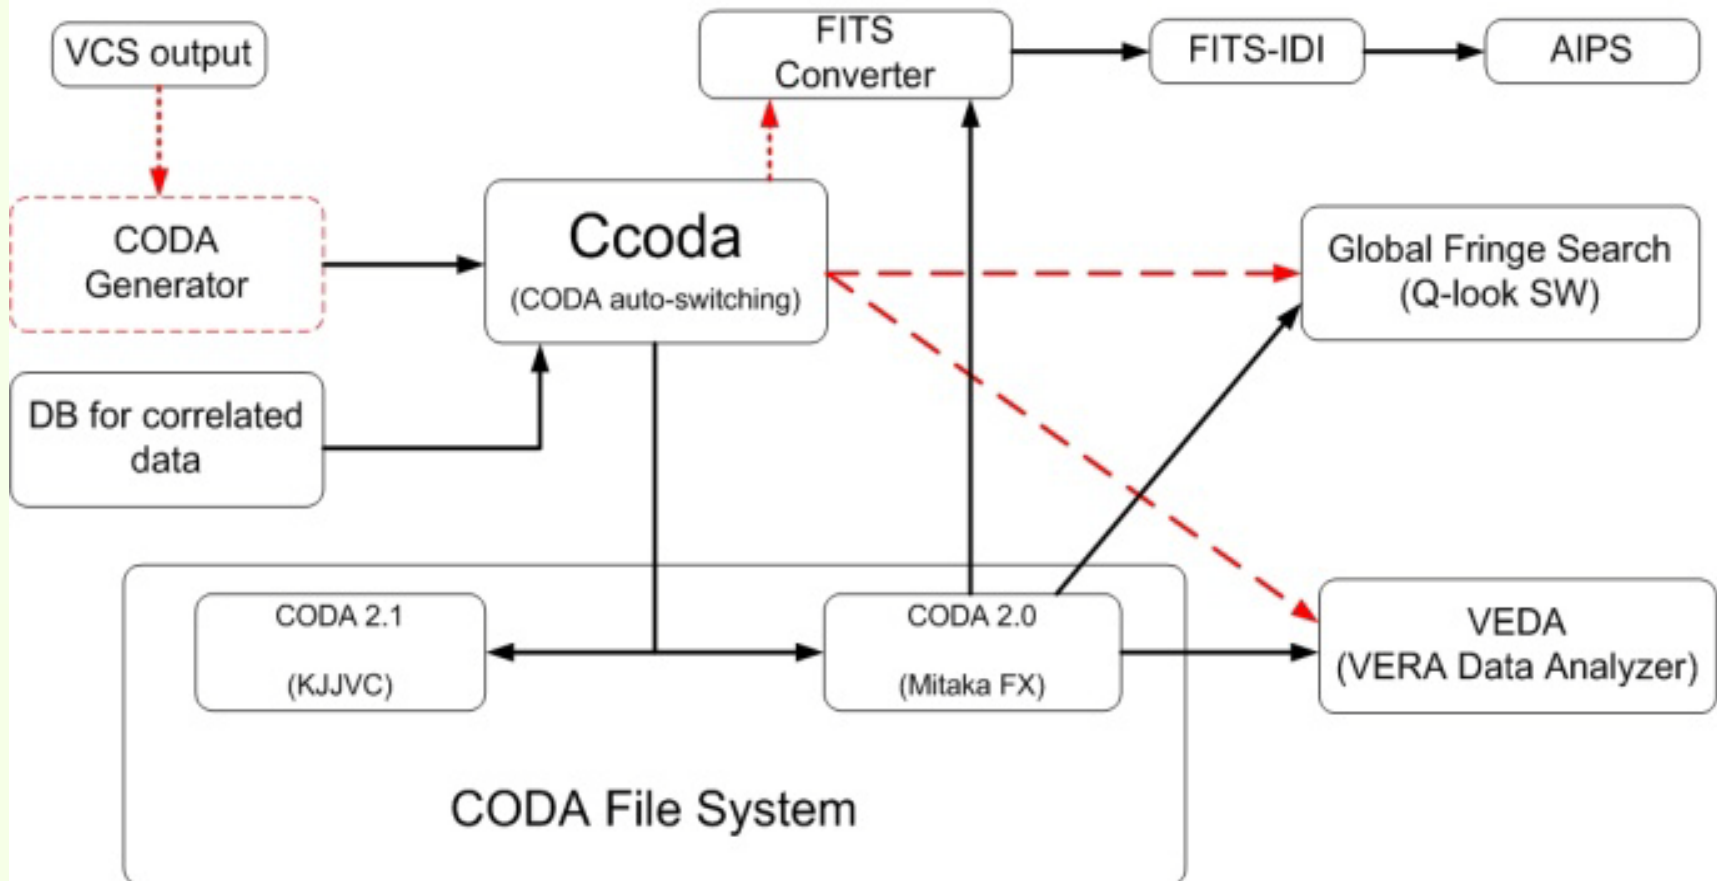 VCS output
FITS
Converter
FITS-IDI
AIPS
CODA
Generator
Ccoda
(CODA auto-switching)
Global Fringe Search
(Q-look SW)
DB for correlated
data
CODA 2.1
(KJJVC)
CODA 2.0
(Mitaka FX)
VEDA
(VERA Data Analyzer)
CODA File System